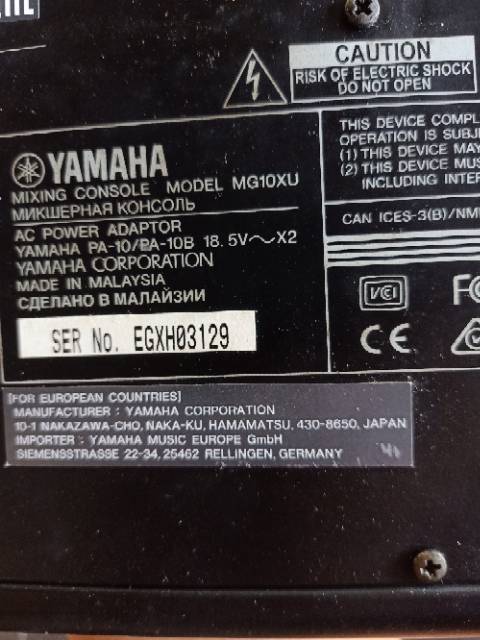 CAUTION
RISK OF ELECTRIC SHOCK
DO NOT OPEN
YAMAHA
MIXING CONSOLE MODEL MG10XU
МИКШЕРНАЯ КОНСОЛЬ
AC POWER ADAPTOR
YAMAHA PA-10/PA-10B 18.5V～X2
YAMAHA CORPORATION
MADE IN MALAYSIA
СДЕЛАНО В МАЛАЙЗИИ
SER No. EGXH03129
THIS DEVICE COMPL
OPERATION IS SUBJ
(1) THIS DEVICE MAY
(2) THIS DEVICE MUS
INCLUDING INTER
CAN ICES-3(B)/NM
VCI
FC
CE
[FOR EUROPEAN COUNTRIES]
MANUFACTURER : YAMAHA CORPORATION
10-1 NAKAZAWA-CHO, NAKA-KU, HAMAMATSU, 430-8650, JAPAN
IMPORTER : YAMAHA MUSIC EUROPE GmbH
SIEMENSSTRASSE 22-34, 25462 RELLINGEN, GERMANY